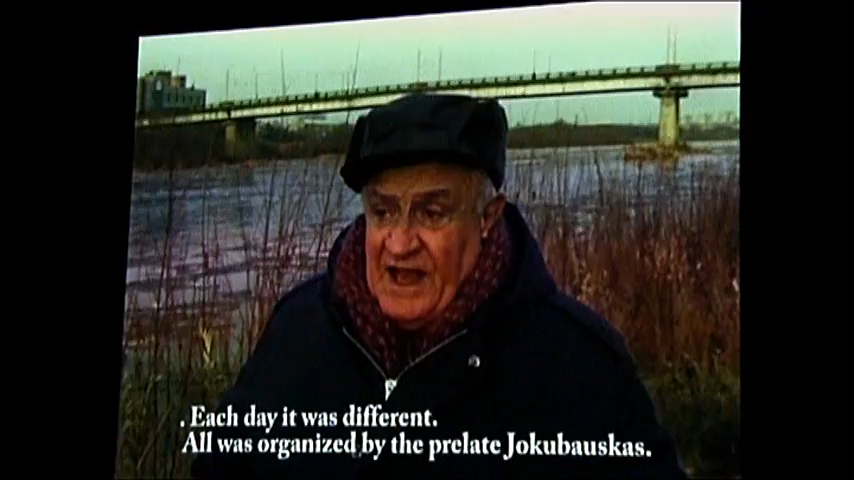 . Each day it was different.
All was organized by the prelate Jokubauskas.